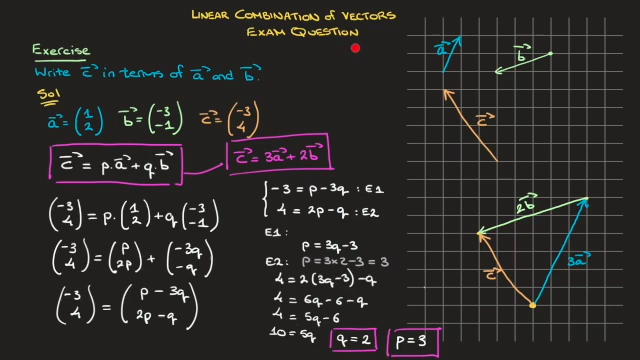 LINEAR COMBINATION OF VECTORS
EXAM QUESTION
Exercise
Write c⃗ in terms of a⃗ and b⃗.
Sol
a⃗ = (1 2) b⃗ = (-3 -1) c⃗ = (-3 4)
c⃗ = p.a⃗ + q.b⃗
c⃗ = 3a⃗ + 2b⃗
(-3 4) = p.(1 2) + q(-3 -1)
(-3 4) = (p 2p) + (-3q -q)
(-3 4) = (p - 3q 2p - q)
-3 = p - 3q : E1
4 = 2p - q : E2
E1:
p = 3q - 3
E2: p = 3×2 - 3 = 3
4 = 2(3q-3) - q
4 = 6q - 6 - q
4 = 5q - 6
10 = 5q
q = 2
p = 3
a⃗
b⃗
c⃗
2b⃗
c⃗
3a⃗